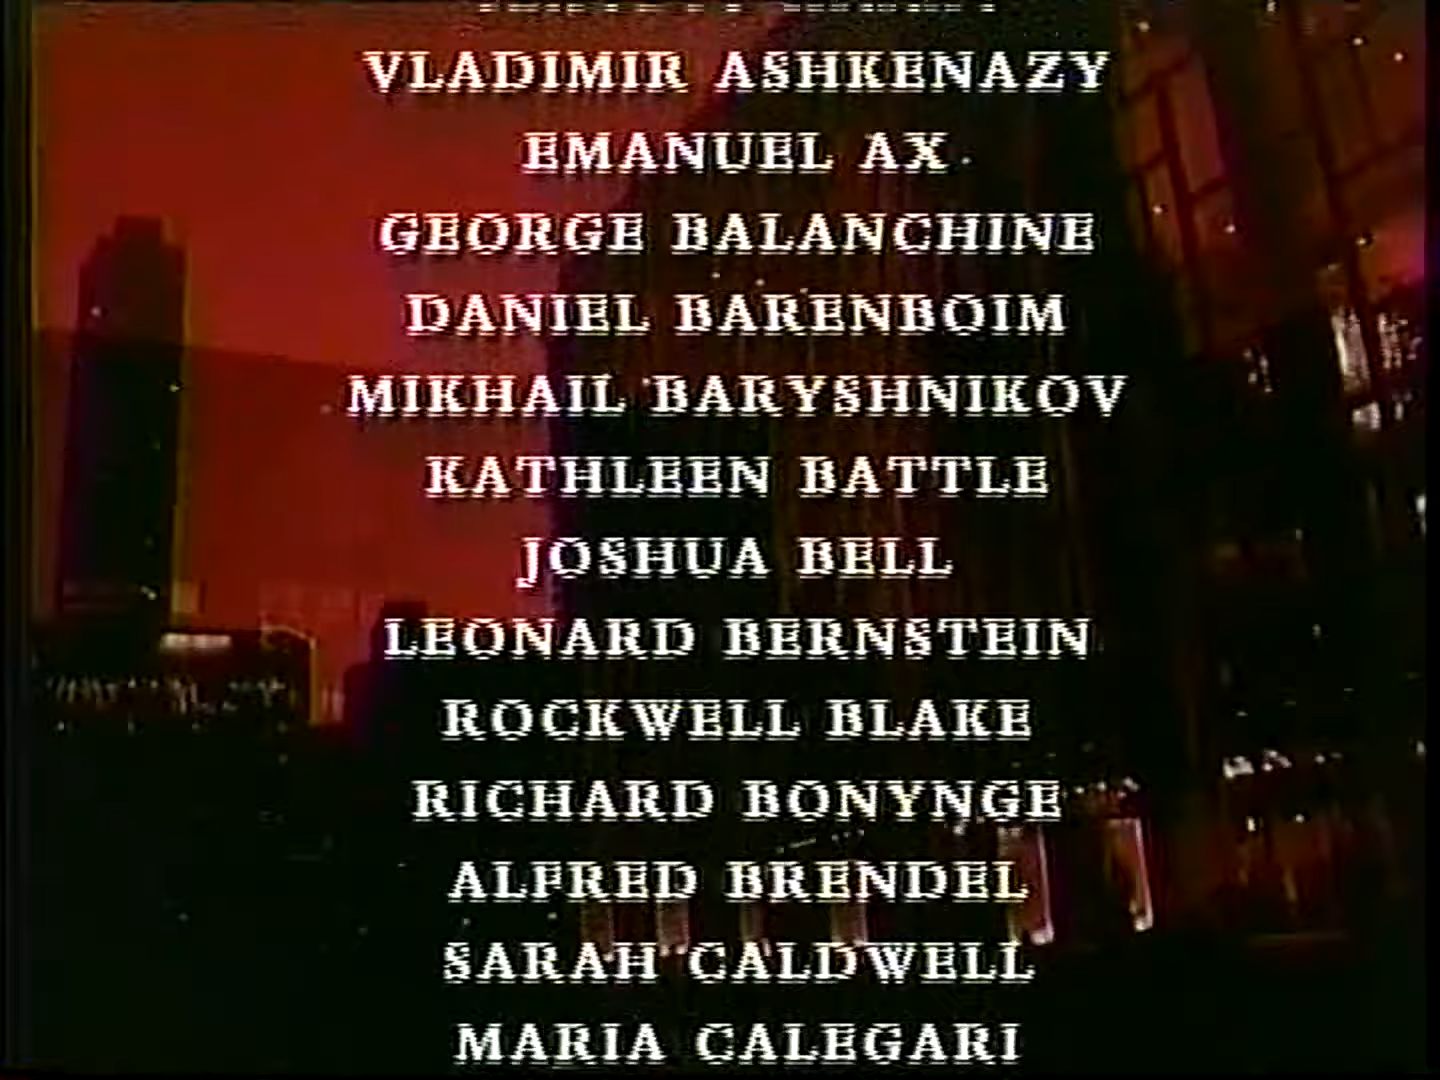 VLADIMIR ASHKENAZY
EMANUEL AX
GEORGE BALANCHINE
DANIEL BARENBOIM
MIKHAIL BARYSHNIKOV
KATHLEEN BATTLE
JOSHUA BELL
LEONARD BERNSTEIN
ROCKWELL BLAKE
RICHARD BONYNGE
ALFRED BRENDEL
SARAH CALDWELL
MARIA CALEGARI